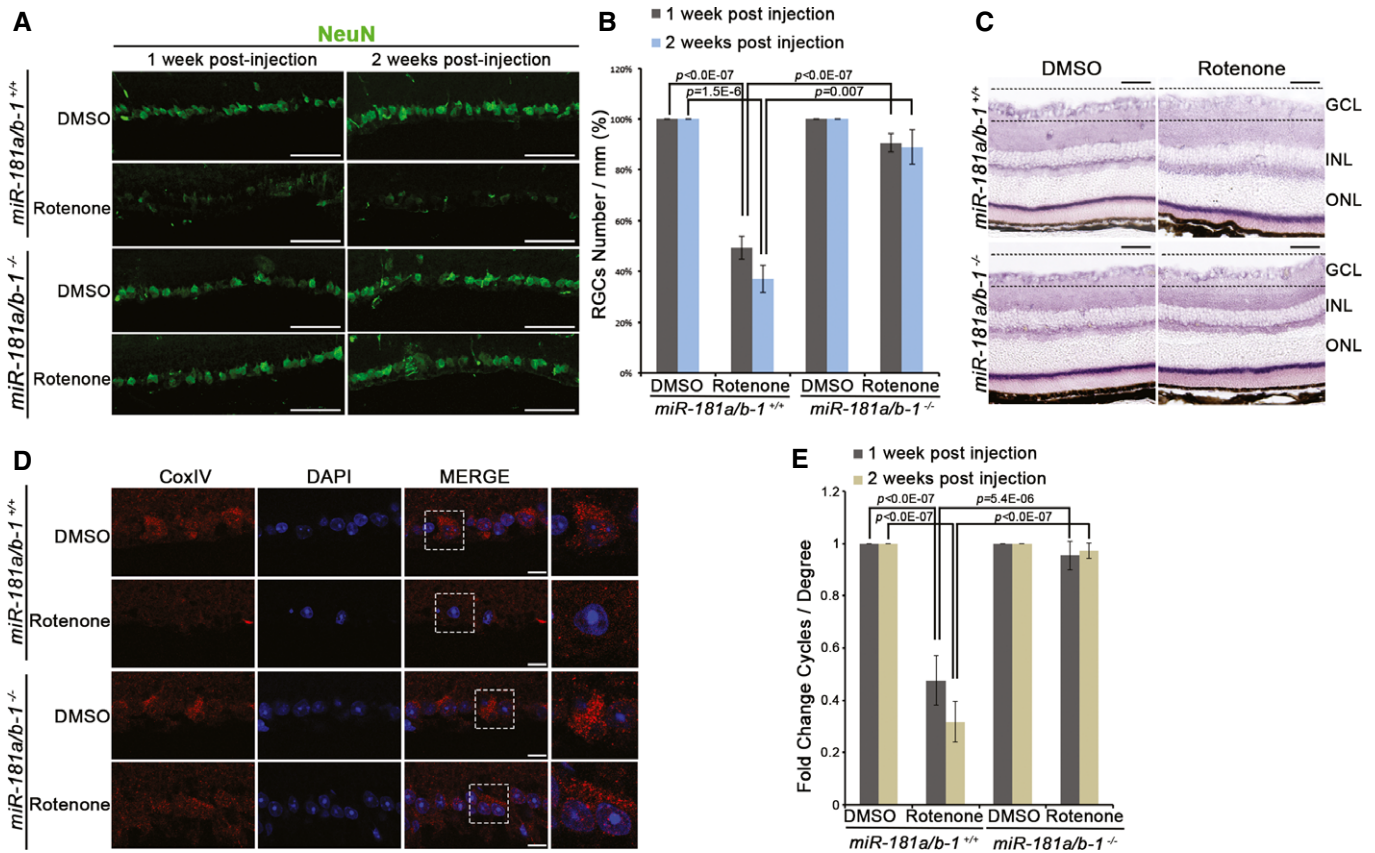 A
NeuN
1 week post-injection
2 weeks post-injection
miR-181a/b-1 +/+
DMSO
Rotenone
miR-181a/b-1 -/-
DMSO
Rotenone
B
1 week post injection
2 weeks post injection
p<0.0E-07
p<0.0E-07
p=1.5E-6
p=0.007
RGCs Number / mm (%)
120%
100%
80%
60%
40%
20%
0%
DMSO Rotenone DMSO Rotenone
miR-181a/b-1 +/+
miR-181a/b-1 -/-
C
DMSO
Rotenone
miR-181a/b-1 +/+
GCL
INL
ONL
miR-181a/b-1 -/-
GCL
INL
ONL
D
CoxIV
DAPI
MERGE
miR-181a/b-1 +/+
DMSO
Rotenone
miR-181a/b-1 -/-
DMSO
Rotenone
E
1 week post injection
2 weeks post injection
p<0.0E-07
p=5.4E-06
p<0.0E-07
p<0.0E-07
Fold Change Cycles / Degree
1.2
1
0.8
0.6
0.4
0.2
0
DMSO Rotenone DMSO Rotenone
miR-181a/b-1 +/+
miR-181a/b-1 -/-